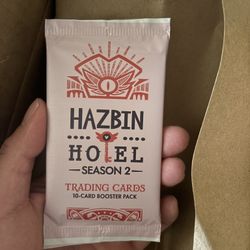 HAZBIN
HOTEL
SEASON 2
TRADING CARDS
10-CARD BOOSTER PACK